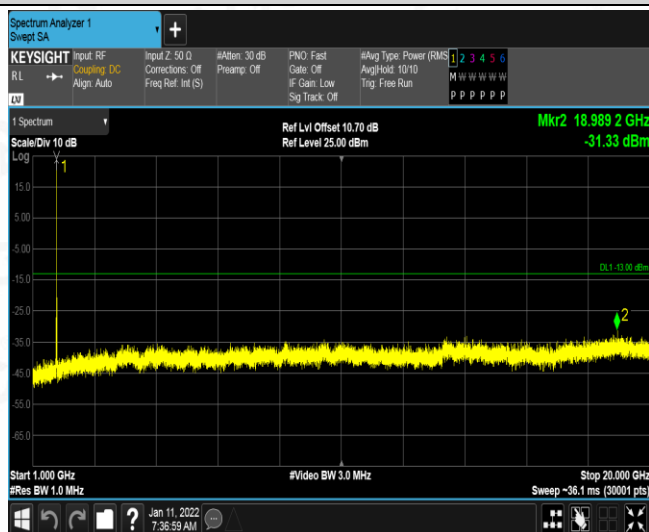 Spectrum Analyzer 1
Swept SA
+
KEYSIGHT
RL
LXI
Input: RF
Coupling: DC
Align: Auto
Input Z: 50 Ω
Corrections: Off
Freq Ref: Int (S)
#Atten: 30 dB
Preamp: Off
PNO: Fast
Gate: Off
IF Gain: Low
Sig Track: Off
#Avg Type: Power (RMS
Avg|Hold: 10/10
Trig: Free Run
1 2 3 4 5 6
M W W W W W
P P P P P P
1 Spectrum
Scale/Div 10 dB
Log
Ref Lvl Offset 10.70 dB
Ref Level 25.00 dBm
Mkr2 18.989 2 GHz
-31.33 dBm
1
15.0
5.00
-5.00
-15.0
-25.0
-35.0
-45.0
-55.0
-65.0
DL1 -13.00 dBm
2
Start 1.000 GHz
#Res BW 1.0 MHz
#Video BW 3.0 MHz
Stop 20.000 GHz
Sweep ~36.1 ms (30001 pts)
?
Jan 11, 2022
7:36:59 AM